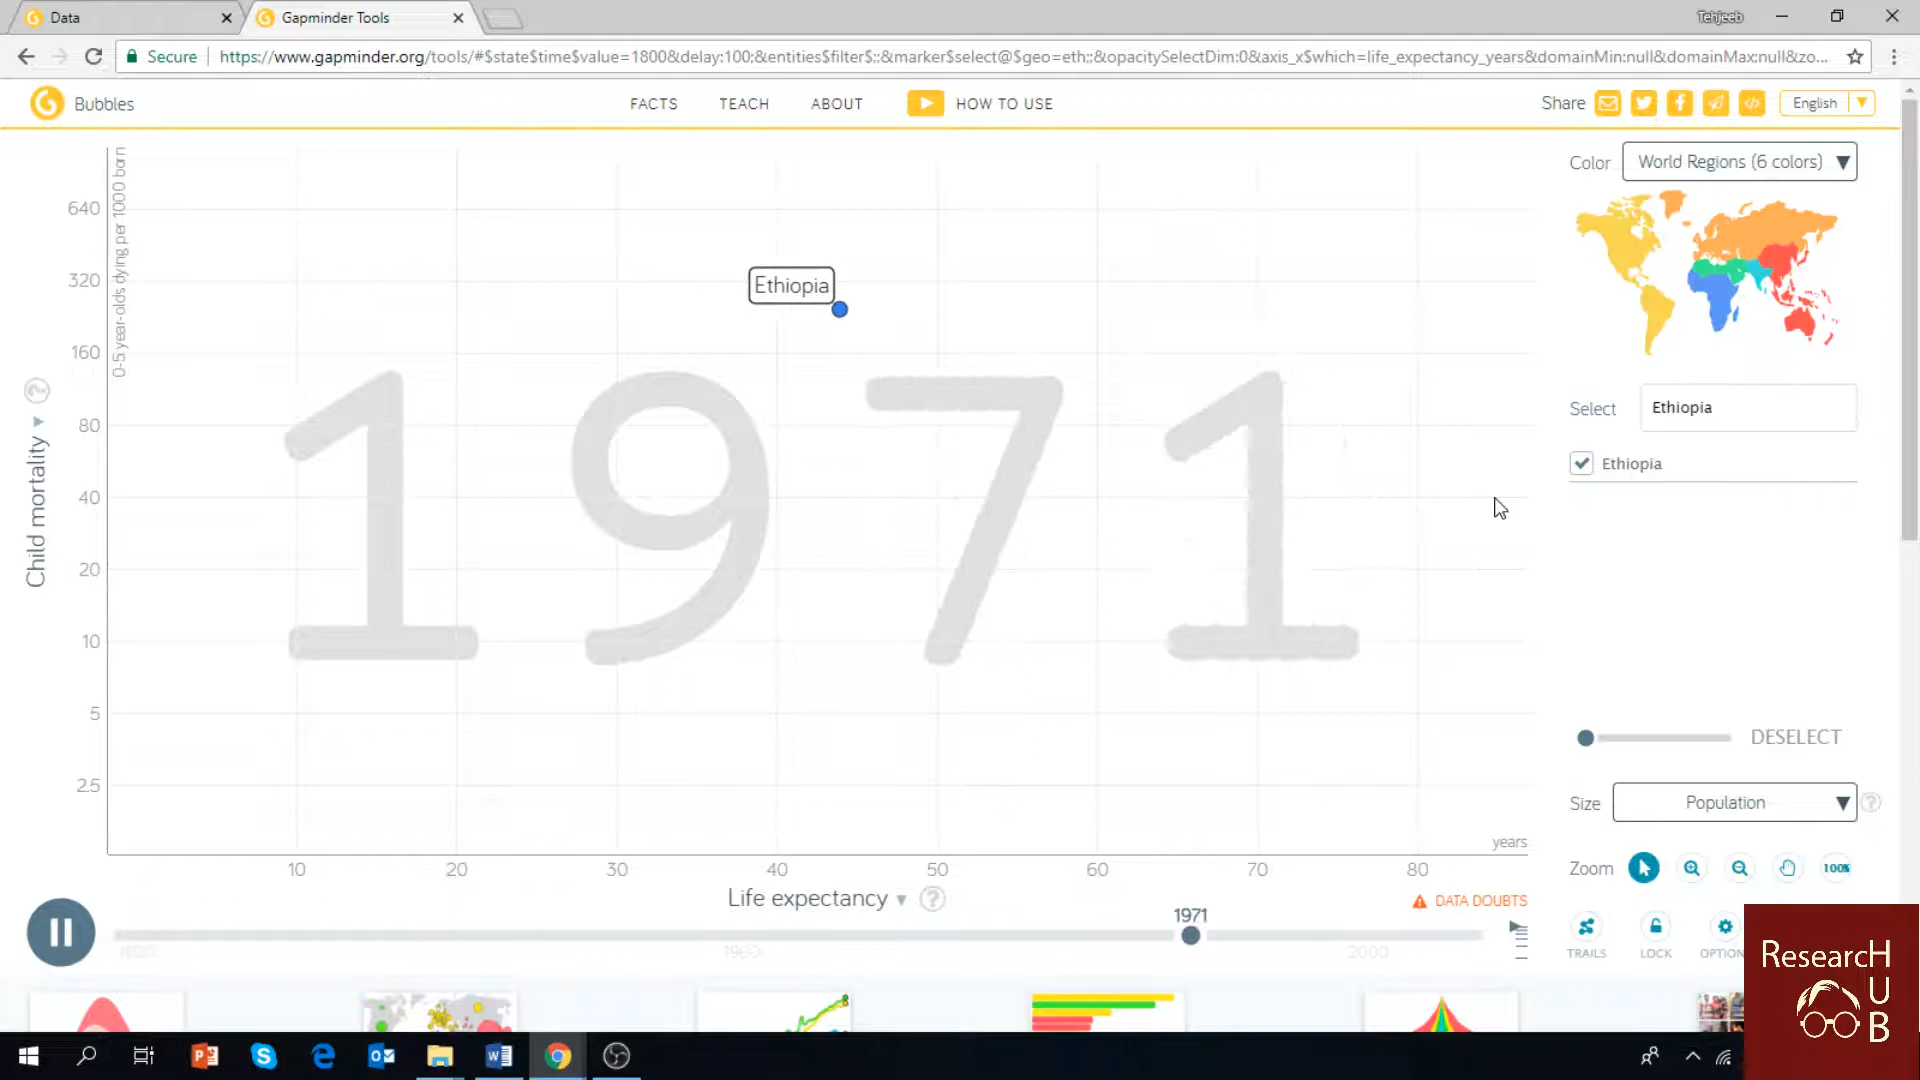 Data
Gapminder Tools
Tehjeeb
Secure
https://www.gapminder.org/tools/#$state$time$value=1800&delay:100;&entities$filter$;;&marker$select@$geo=eth;;&opacitySelectDim:0&axis_x$which=life_expectancy_years&domainMin:null&domainMax:null&zo...
Bubbles
FACTS
TEACH
ABOUT
HOW TO USE
Share
English
Color
World Regions (6 colors)
0-5 year-olds dying per 1000 born
640
320
160
80
40
20
10
5
2.5
Child mortality
Ethiopia
1971
Select
Ethiopia
Ethiopia
DESELECT
Size
Population
years
10
20
30
40
50
60
70
80
Life expectancy
DATA DOUBTS
Zoom
100%
1971
1800
1900
2000
TRAILS
LOCK
OPTION
ResearcH
U
B